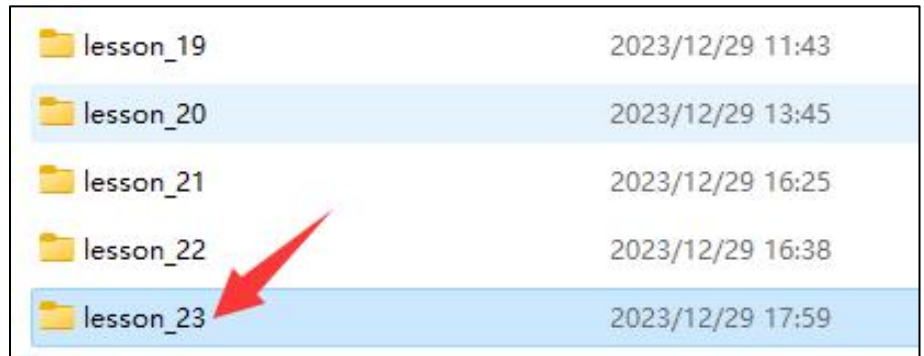 lesson_19 2023/12/29 11:43
lesson_20 2023/12/29 13:45
lesson_21 2023/12/29 16:25
lesson_22 2023/12/29 16:38
lesson_23 2023/12/29 17:59